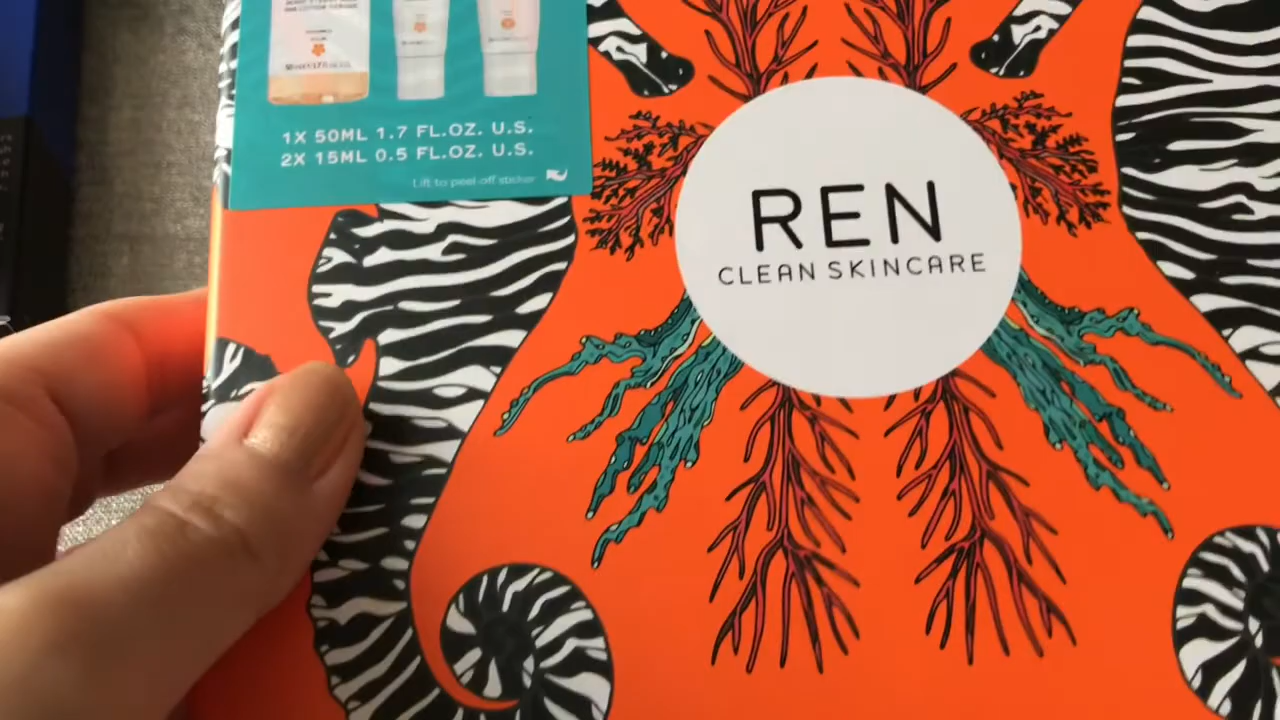 1X 50ML 1.7 FL.OZ. U.S.
2X 15ML 0.5 FL.OZ. U.S.
Lift to peel off sticker
REN
CLEAN SKINCARE